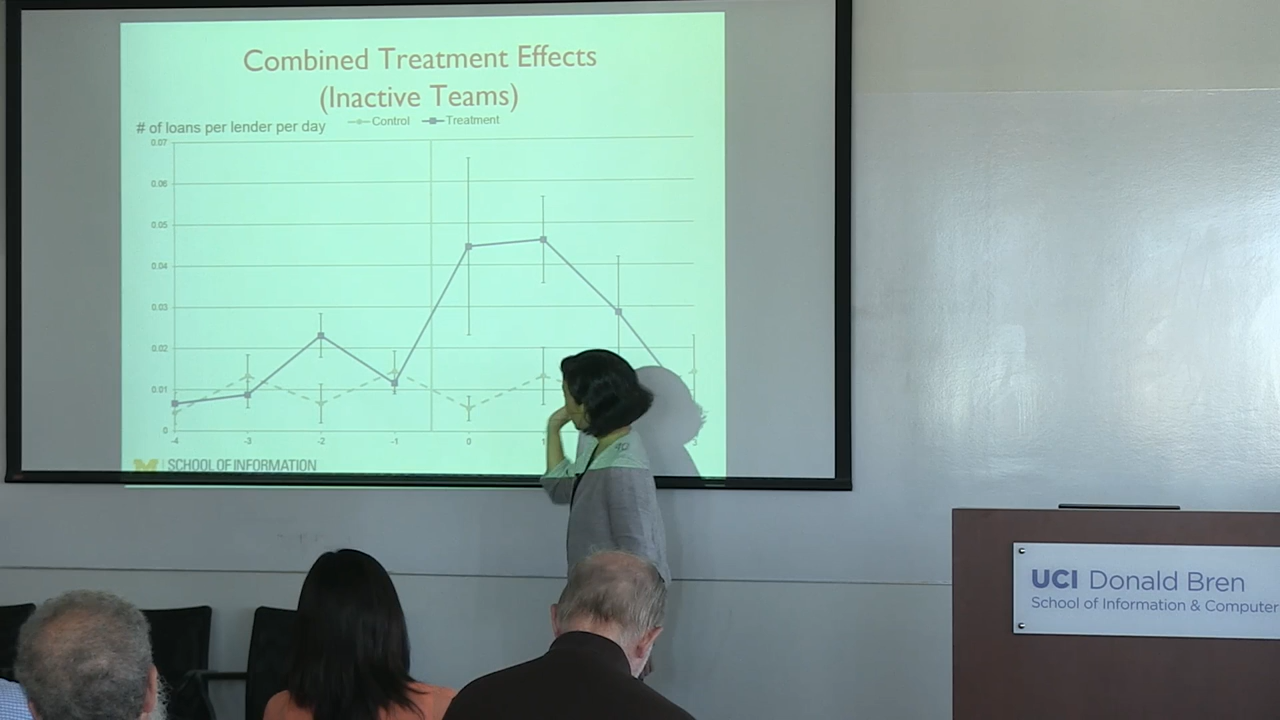 Combined Treatment Effects
(Inactive Teams)
# of loans per lender per day
Control
Treatment
0.07
0.06
0.05
0.04
0.03
0.02
0.01
0
-4
-3
-2
-1
0
1
SCHOOL OF INFORMATION
UCI Donald Bren
School of Information & Computer